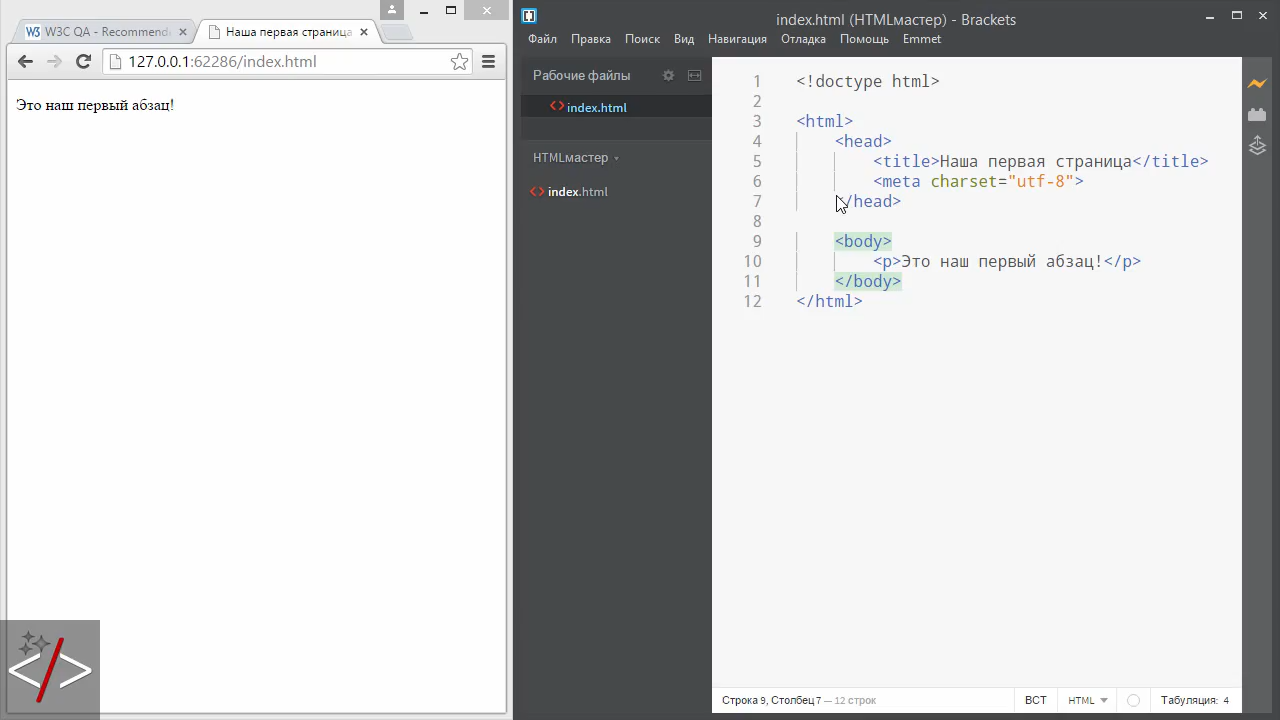 W3C QA - Recommend
Наша первая страница
127.0.0.1:62286/index.html
Это наш первый абзац!
index.html (HTMLмастер) - Brackets
Файл Правка Поиск Вид Навигация Отладка Помощь Emmet
Рабочие файлы
index.html
HTMLмастер
index.html
1 <!doctype html>
2
3 <html>
4 <head>
5 <title>Наша первая страница</title>
6 <meta charset="utf-8">
7 </head>
8
9 <body>
10 <p>Это наш первый абзац!</p>
11 </body>
12 </html>
Строка 9, Столбец 7 — 12 строк
ВСТ HTML Табуляция: 4